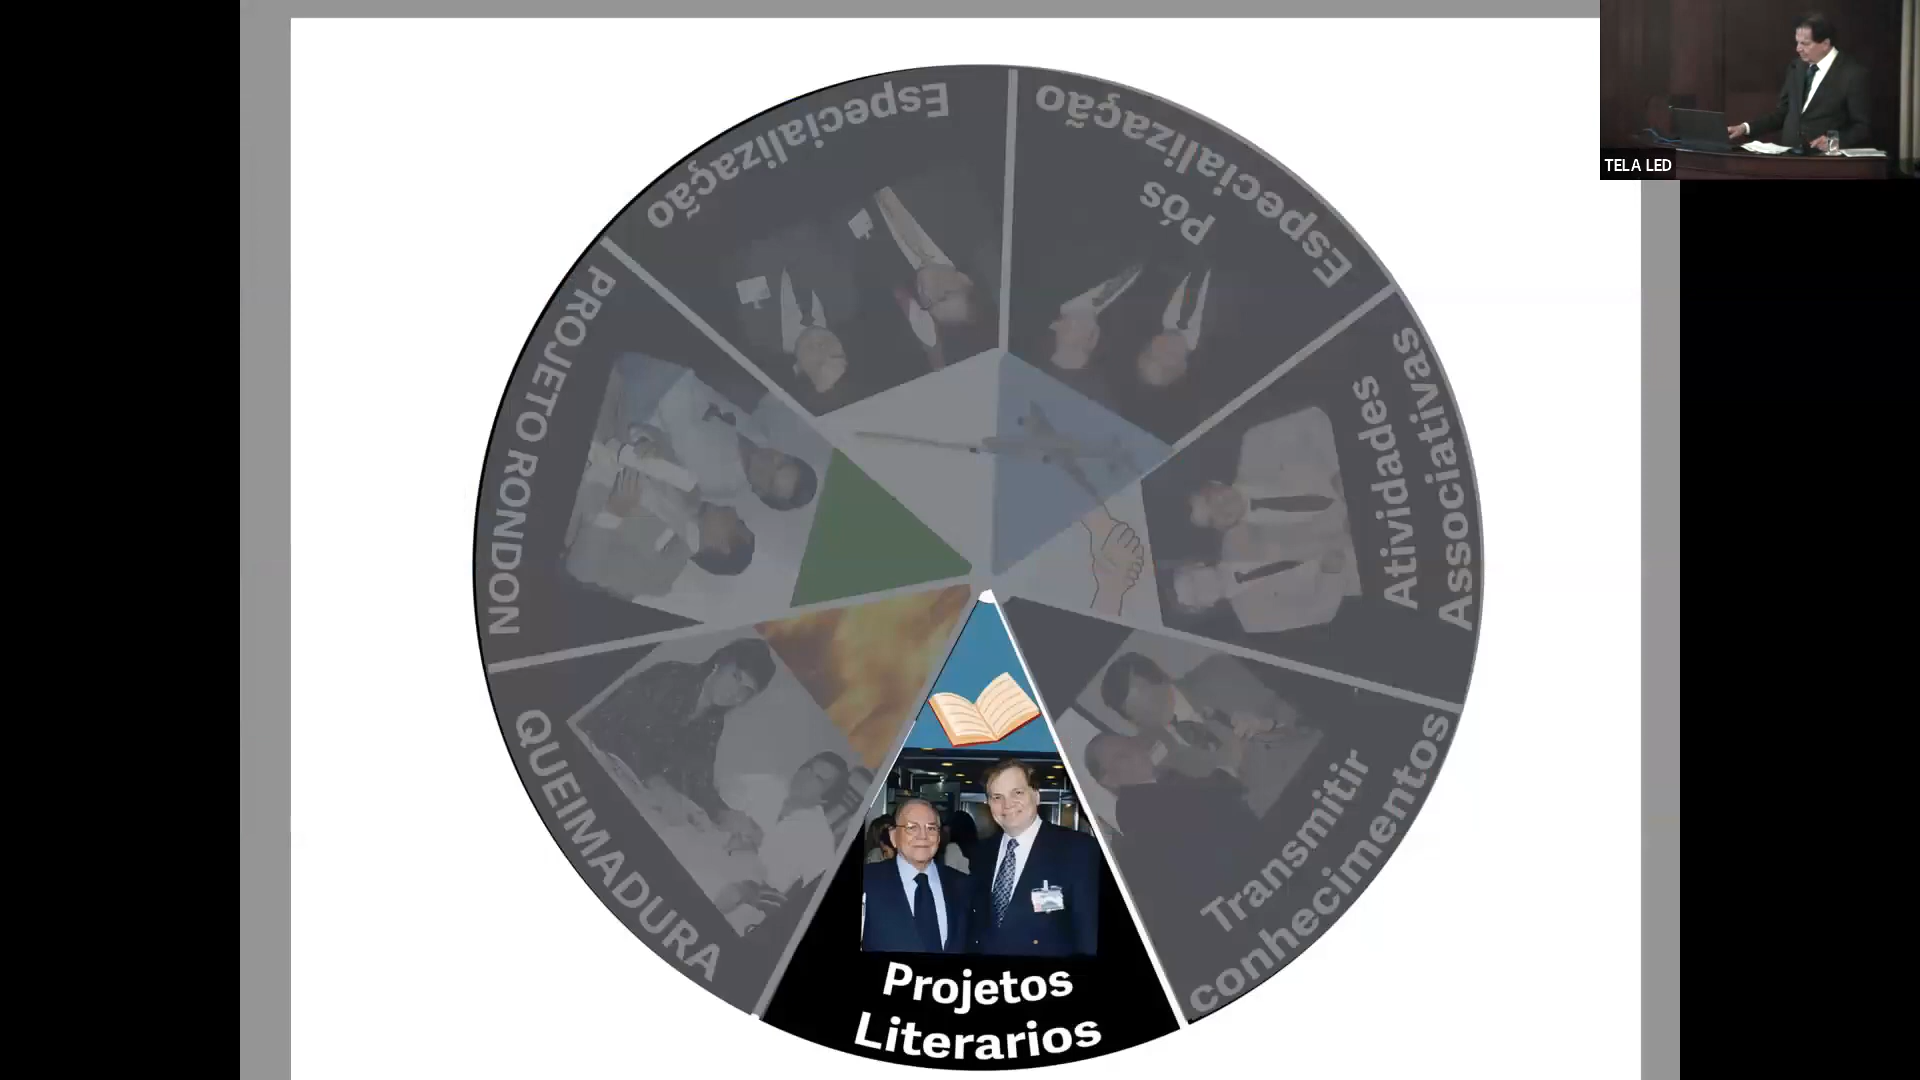 Especialização
Especialização
pós
PROJETO RONDON
Atividades
Associativas
QUEIMADURA
Transmitir
conhecimentos
Projetos
Literarios
TELA LED